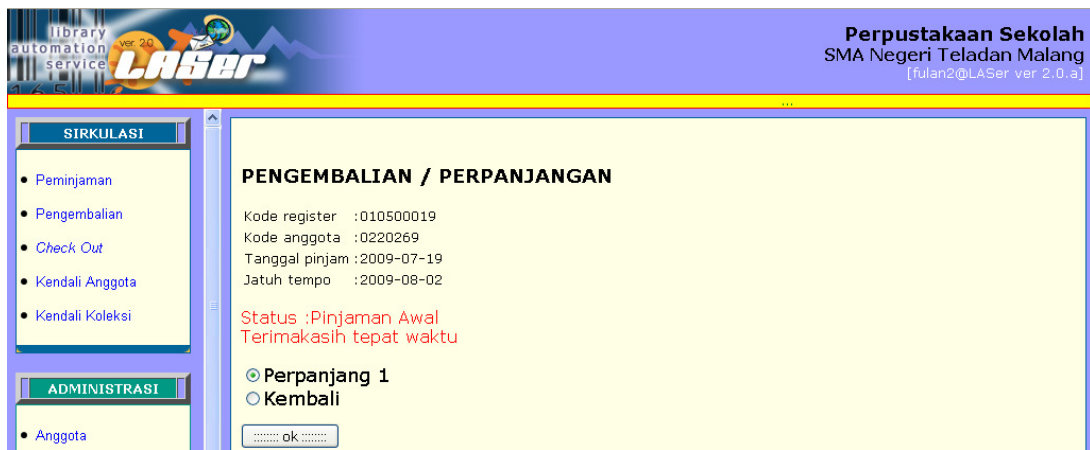 library
automation
service
ver 2.0
LASer
Perpustakaan Sekolah
SMA Negeri Teladan Malang
[fulan2@LASer ver 2.0.a]
...
SIRKULASI
Peminjaman
Pengembalian
Check Out
Kendali Anggota
Kendali Koleksi
ADMINISTRASI
Anggota
PENGEMBALIAN / PERPANJANGAN
Kode register :010500019
Kode anggota :0220269
Tanggal pinjam :2009-07-19
Jatuh tempo :2009-08-02
Status :Pinjaman Awal
Terimakasih tepat waktu
Perpanjang 1
Kembali
:::::::: ok ::::::::